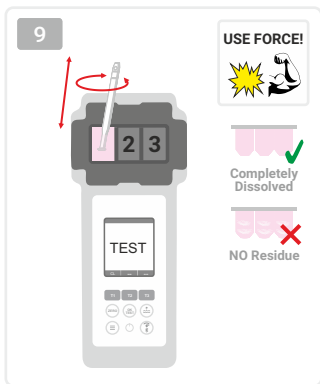 9
USE FORCE!
2 3
Completely
Dissolved
TEST
NO Residue